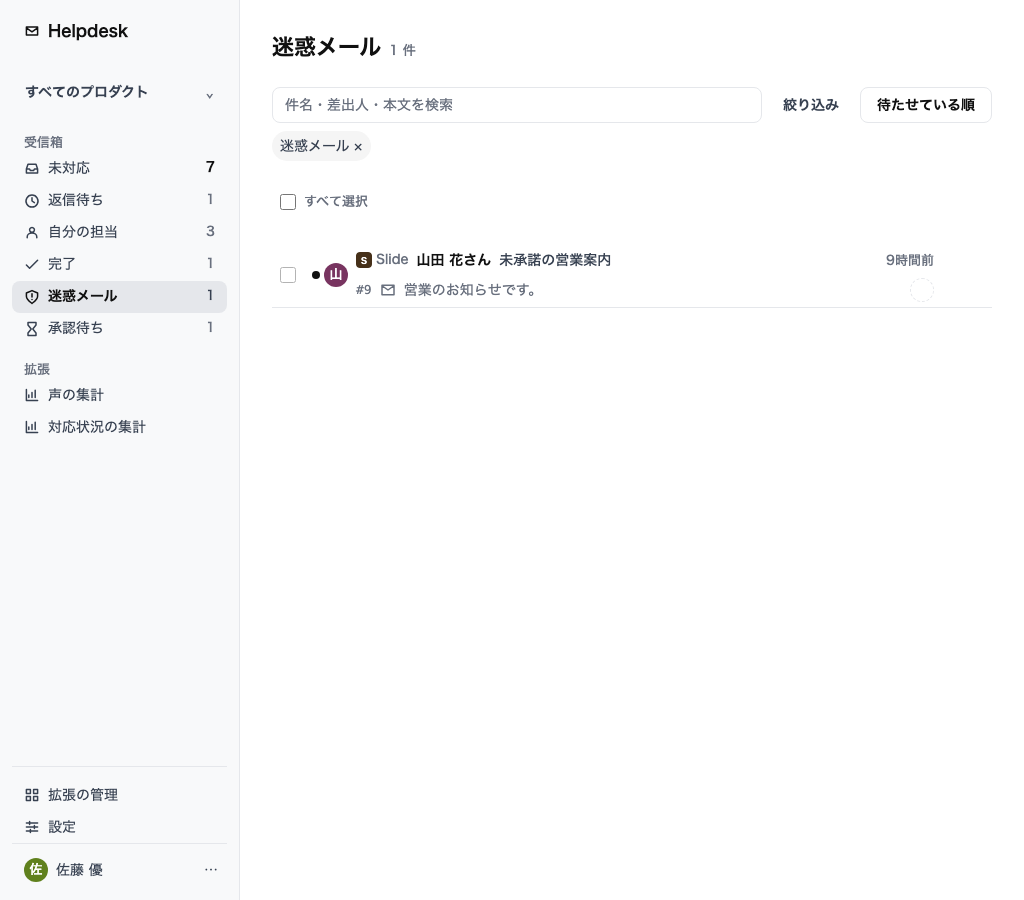 Helpdesk
すべてのプロダクト
受信箱
未対応 7
返信待ち 1
自分の担当 3
完了 1
迷惑メール 1
承認待ち 1
拡張
声の集計
対応状況の集計
拡張の管理
設定
佐 佐藤 優 …
迷惑メール 1 件
件名・差出人・本文を検索 絞り込み 待たせている順
迷惑メール ×
すべて選択
山 s Slide 山田 花さん 未承諾の営業案内 9時間前
#9 営業のお知らせです。